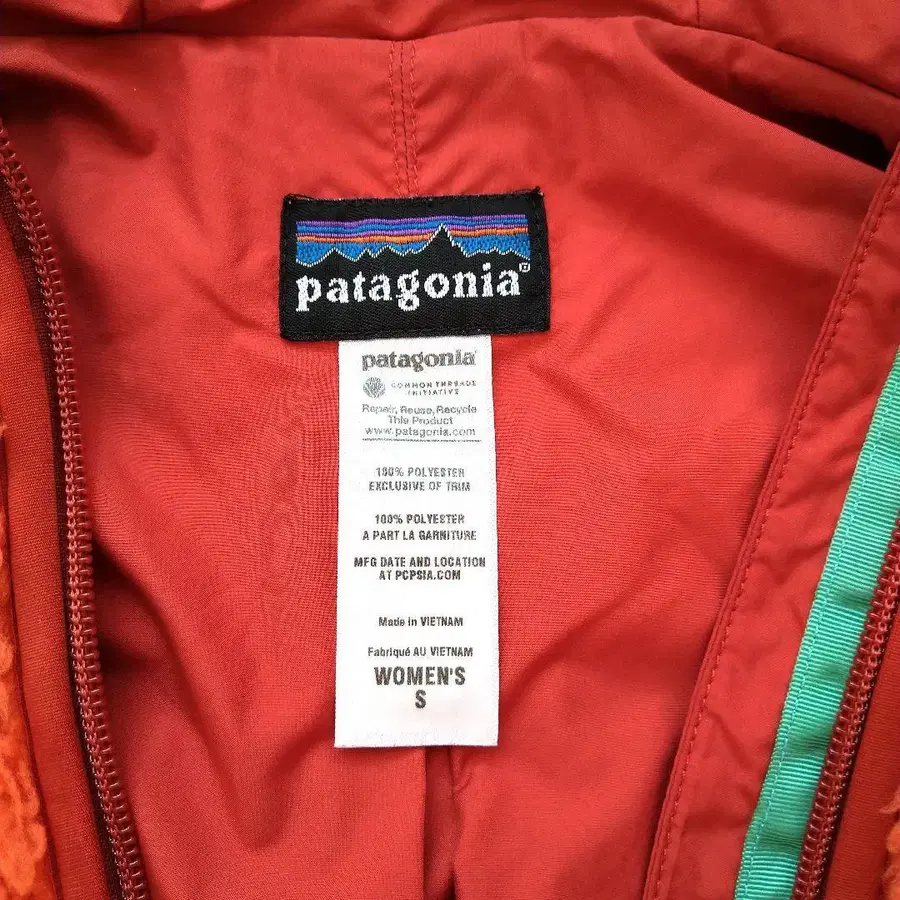 patagonia®
patagonia®
COMMON THREADS
INITIATIVE
Repair, Reuse, Recycle
This Product
www.patagonia.com
100% POLYESTER
EXCLUSIVE OF TRIM
100% POLYESTER
A PART LA GARNITURE
MFG DATE AND LOCATION
AT PCPSIA.COM
Made in VIETNAM
Fabriqué AU VIETNAM
WOMEN'S
S